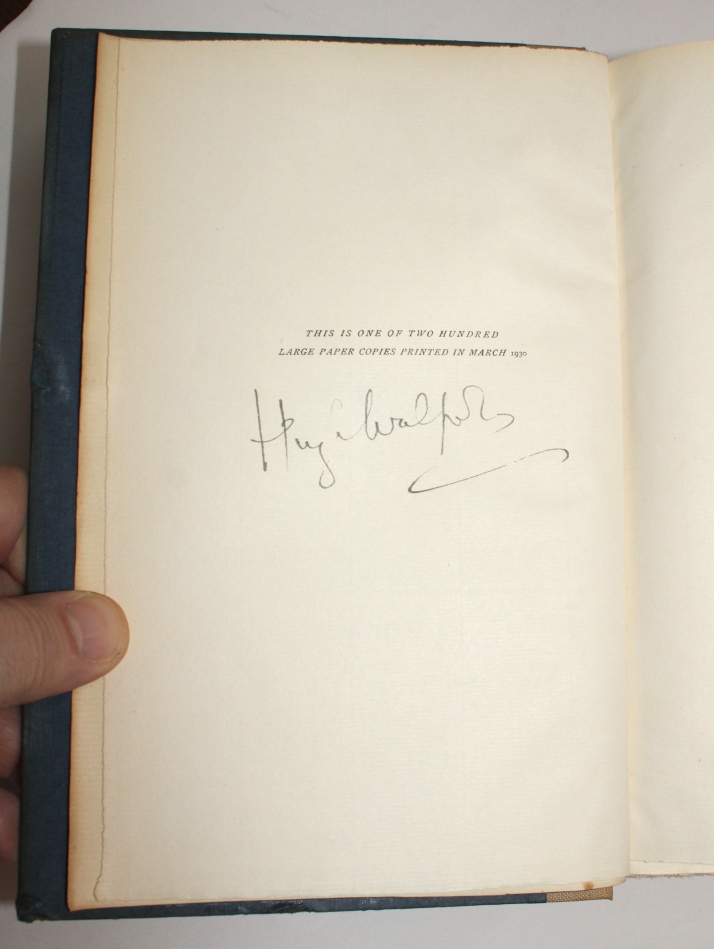 THIS IS ONE OF TWO HUNDRED
LARGE PAPER COPIES PRINTED IN MARCH 1930
Hugh Walpole